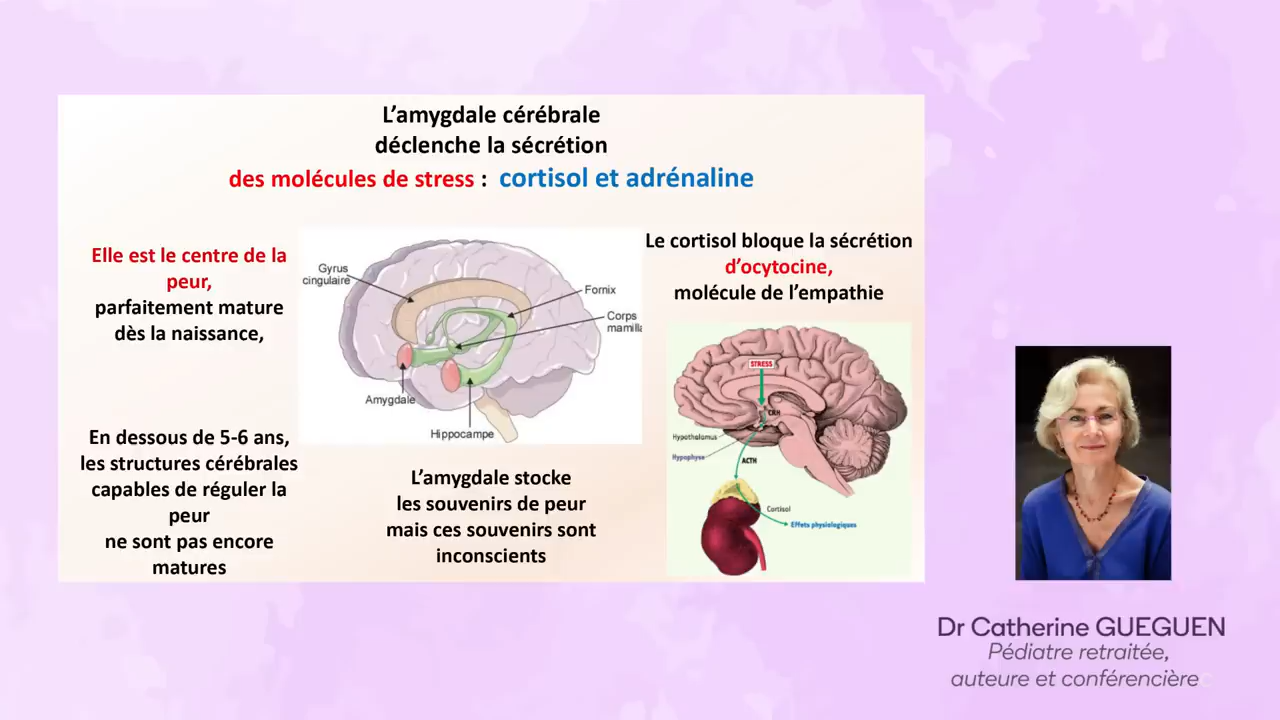 L'amygdale cérébrale
déclenche la sécrétion
des molécules de stress : cortisol et adrénaline
Elle est le centre de la
peur,
parfaitement mature
dès la naissance,
En dessous de 5-6 ans,
les structures cérébrales
capables de réguler la
peur
ne sont pas encore
matures
Gyrus
cingulaire
Fornix
Corps
mamilla
Amygdale
Hippocampe
L'amygdale stocke
les souvenirs de peur
mais ces souvenirs sont
inconscients
Le cortisol bloque la sécrétion
d'ocytocine,
molécule de l'empathie
STRESS
CRH
Hypothalamus
Hypophyse
ACTH
Cortisol
Effets physiologiques
Dr Catherine GUEGUEN
Pédiatre retraitée,
auteure et conférencière